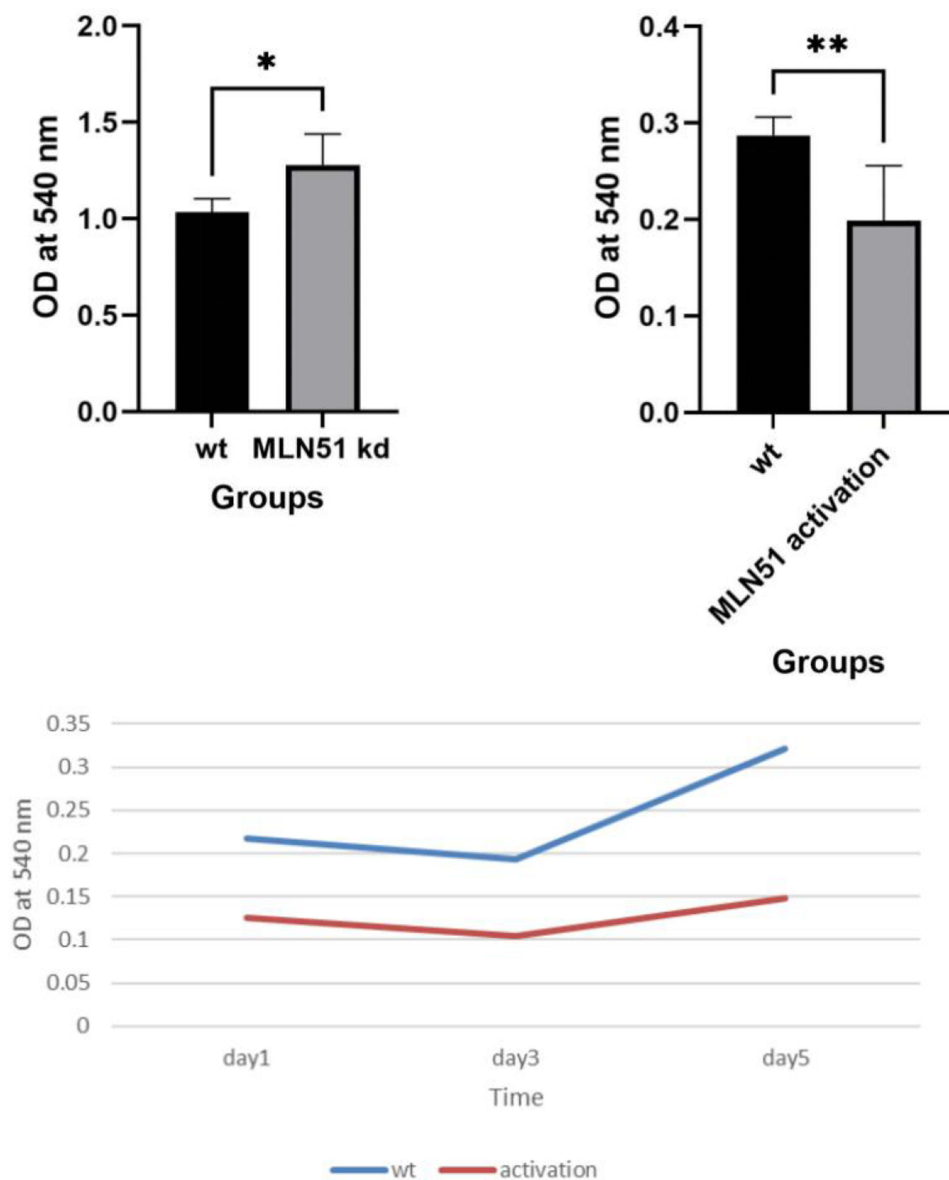 OD at 540 nm
2.0
1.5
1.0
0.5
0.0
*
wt MLN51 kd
Groups
OD at 540 nm
0.4
0.3
0.2
0.1
0.0
**
wt
MLN51 activation
Groups
OD at 540 nm
0.35
0.3
0.25
0.2
0.15
0.1
0.05
0
day1 day3 day5
Time
wt activation